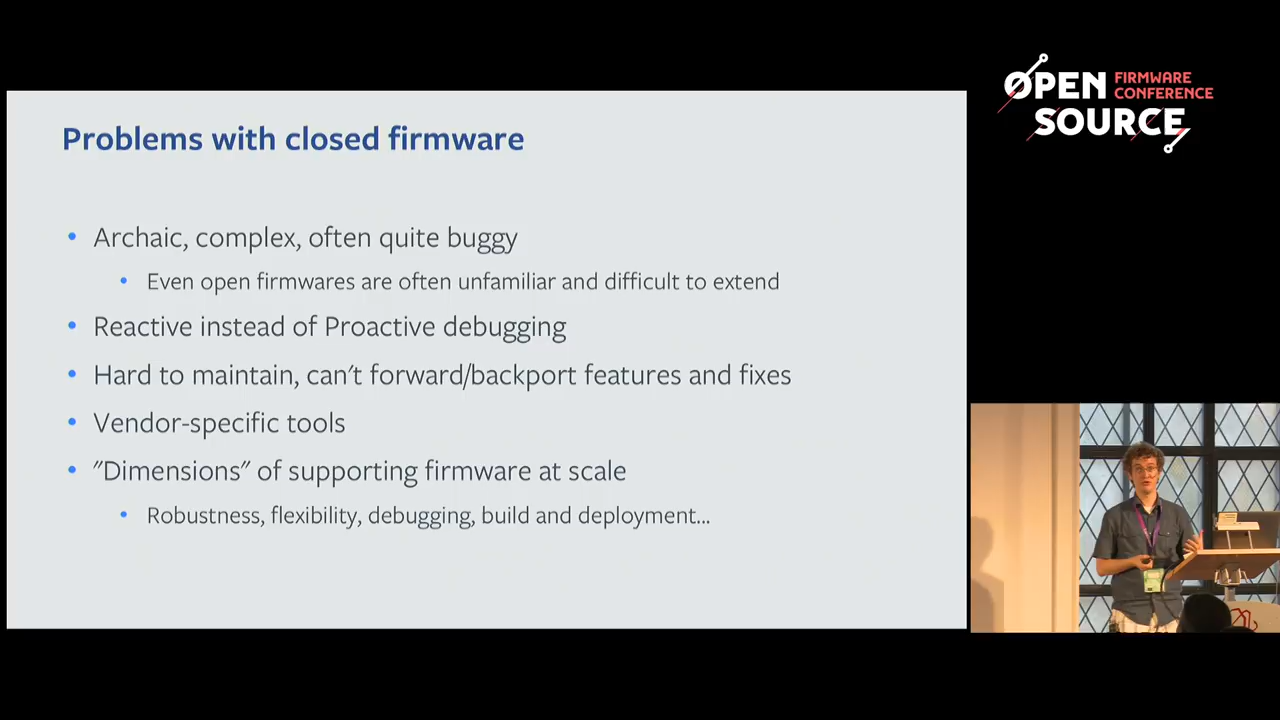 OPEN FIRMWARE
CONFERENCE
SOURCE
Problems with closed firmware
• Archaic, complex, often quite buggy
• Even open firmwares are often unfamiliar and difficult to extend
• Reactive instead of Proactive debugging
• Hard to maintain, can't forward/backport features and fixes
• Vendor-specific tools
• "Dimensions" of supporting firmware at scale
• Robustness, flexibility, debugging, build and deployment...